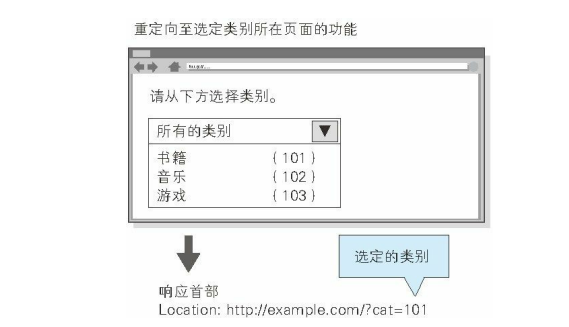 重定向至选定类别所在页面的功能
请从下方选择类别。
所有的类别 ▼
书籍 (101)
音乐 (102)
游戏 (103)
选定的类别
响应首部
Location: http://example.com/?cat=101